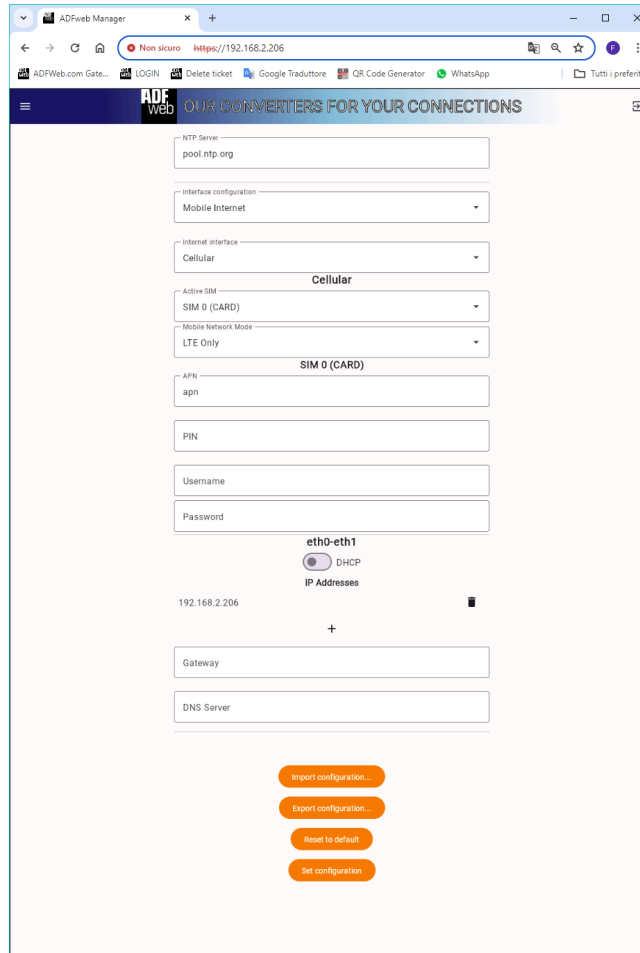 ADFweb Manager
Non sicuro https://192.168.2.206
ADFWeb.com Gate... LOGIN Delete ticket Google Traduttore QR Code Generator WhatsApp Tutti i preferit
ADF web OUR CONVERTERS FOR YOUR CONNECTIONS
NTP Server
pool.ntp.org
Interface configuration
Mobile Internet
Internet interface
Cellular
Cellular
Active SIM
SIM 0 (CARD)
Mobile Network Mode
LTE Only
SIM 0 (CARD)
APN
apn
PIN
Username
Password
eth0-eth1
DHCP
IP Addresses
192.168.2.206
+
Gateway
DNS Server
Import configuration...
Export configuration...
Reset to default
Set configuration